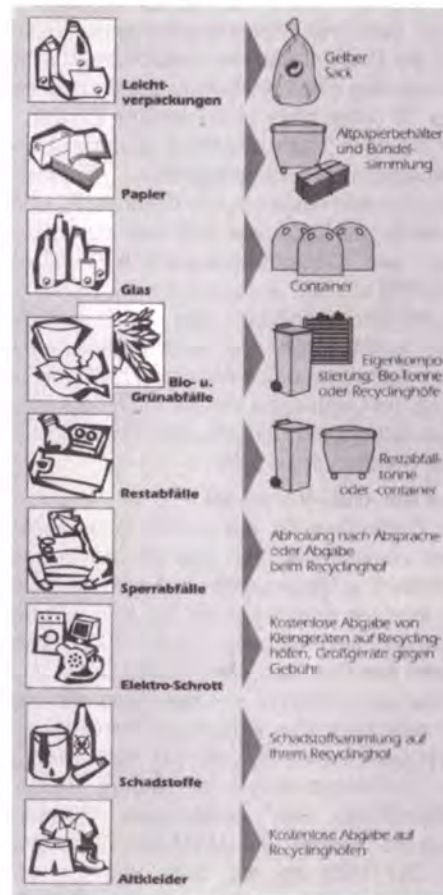 Leicht-
verpackungen
Gelber
Sack
Papier
Altpapierbehälter
und Bündel-
sammlung
Glas
Container
Bio- u.
Grünabfälle
Eigenkompo-
stierung, Bio-Tonne
oder Recyclinghöfe
Restabfälle
Restabfall-
tonne
oder -container
Sperrabfälle
Abholung nach Absprache
oder Abgabe
beim Recyclinghof
Elektro-Schrott
Kostenlose Abgabe von
Kleingeräten auf Recycling-
höfen, Großgeräte gegen
Gebühr.
Schadstoffe
Schadstoffsammlung auf
Ihrem Recyclinghof
Altkleider
Kostenlose Abgabe auf
Recyclinghöfen